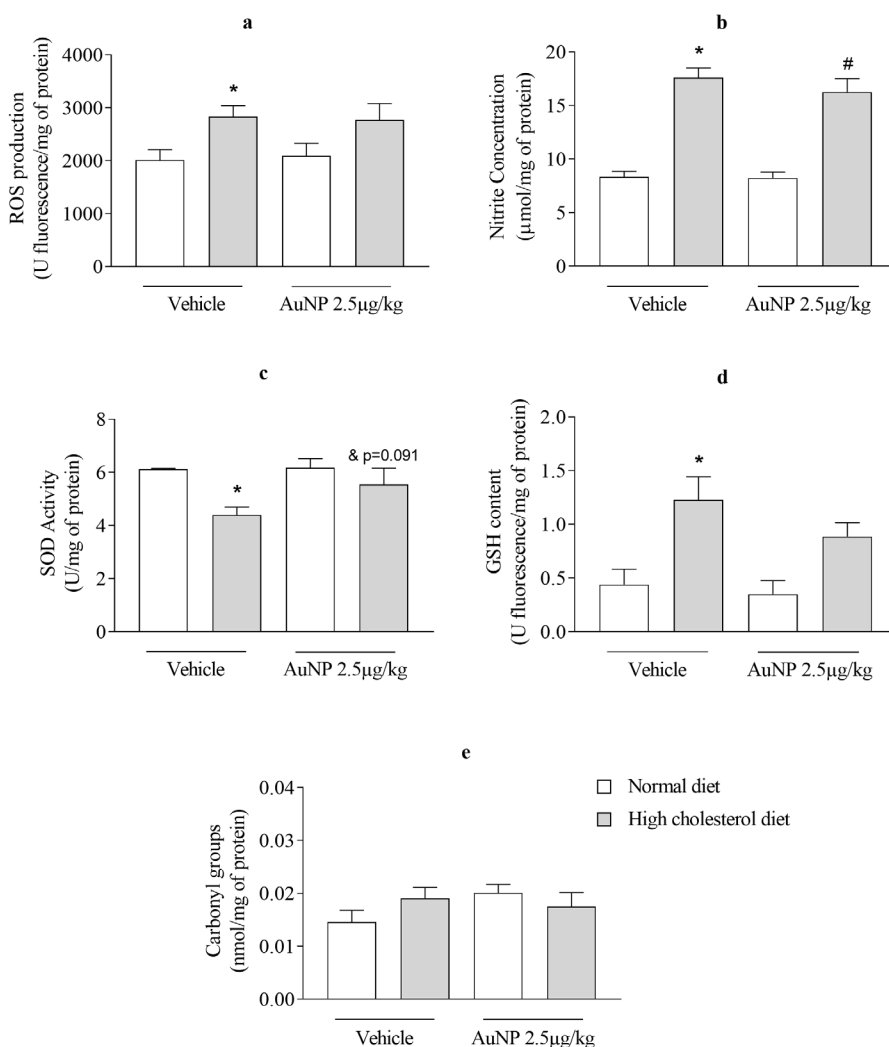 a
ROS production
(U fluorescence/mg of protein)
4000
3000
2000
1000
0
*
Vehicle
AuNP 2.5μg/kg
b
Nitrite Concentration
(μmol/mg of protein)
20
15
10
5
0
*
#
Vehicle
AuNP 2.5μg/kg
c
SOD Activity
(U/mg of protein)
8
6
4
2
0
*
& p=0.091
Vehicle
AuNP 2.5μg/kg
d
GSH content
(U fluorescence/mg of protein)
2.0
1.5
1.0
0.5
0.0
*
Vehicle
AuNP 2.5μg/kg
e
Carbonyl groups
(nmol/mg of protein)
0.04
0.03
0.02
0.01
0.00
Vehicle
AuNP 2.5μg/kg
Normal diet
High cholesterol diet